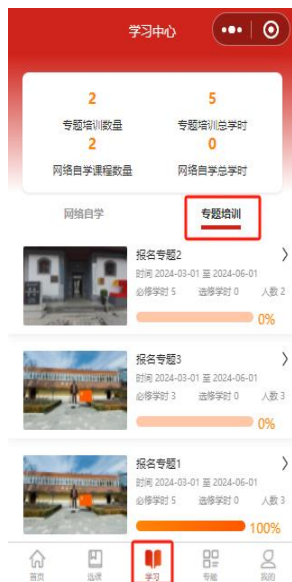 学习中心
2
5
专题培训数量
专题培训总学时
2
0
网络自学课程数量
网络自学总学时
网络自学
专题培训
报名专题2
时间 2024-03-01 至 2024-06-01
必修学时 5 选修学时 0 人数 2
0%
报名专题3
时间 2024-03-01 至 2024-06-01
必修学时 3 选修学时 0 人数 3
0%
报名专题1
时间 2024-03-01 至 2024-06-01
必修学时 5 选修学时 0 人数 3
100%
首页 选课 学习 专题 我的